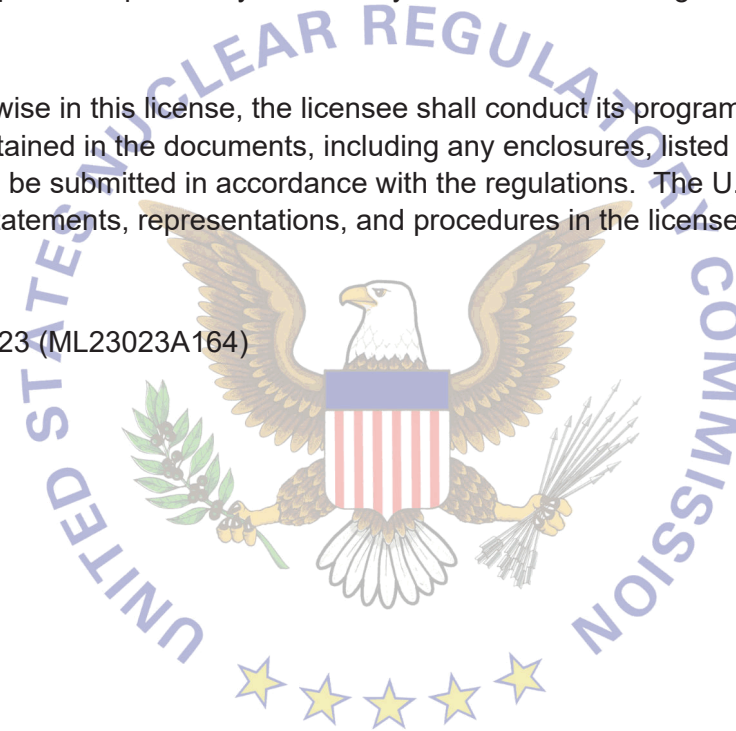 wise in this license, the licensee shall conduct its program
tained in the documents, including any enclosures, listed
be submitted in accordance with the regulations.  The U.
tatements, representations, and procedures in the license
23 (ML23023A164)
UNITED STATES NUCLEAR REGULATORY COMMISSION